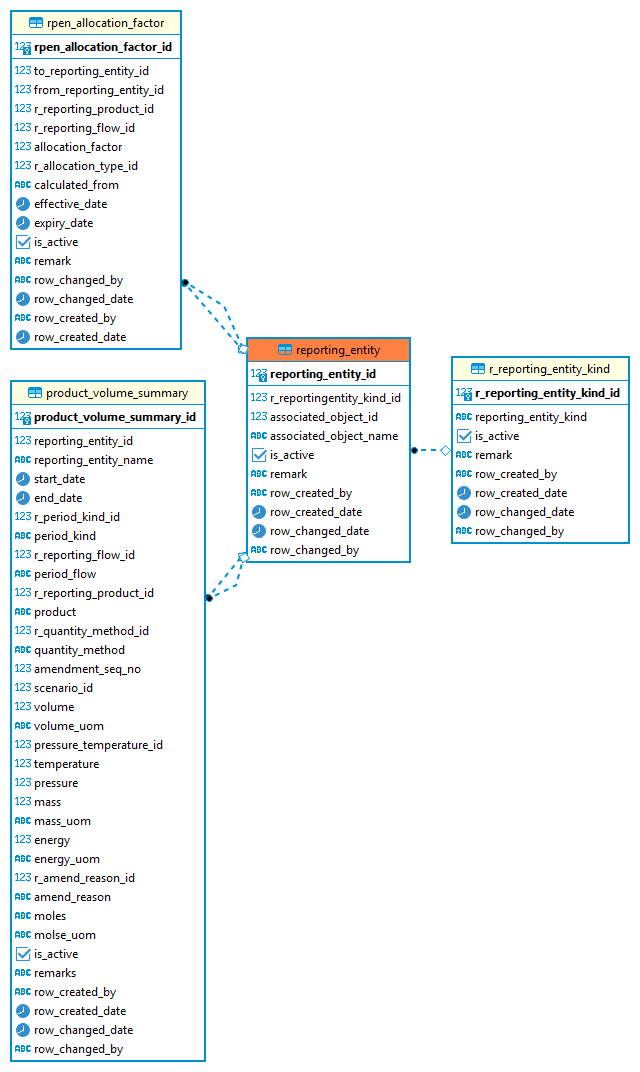 rpen_allocation_factor
123 rpen_allocation_factor_id
123 to_reporting_entity_id
123 from_reporting_entity_id
123 r_reporting_product_id
123 r_reporting_flow_id
123 allocation_factor
123 r_allocation_type_id
ABC calculated_from
effective_date
expiry_date
is_active
ABC remark
ABC row_changed_by
row_changed_date
ABC row_created_by
row_created_date
product_volume_summary
123 product_volume_summary_id
123 reporting_entity_id
ABC reporting_entity_name
start_date
end_date
123 r_period_kind_id
ABC period_kind
123 r_reporting_flow_id
ABC period_flow
123 r_reporting_product_id
ABC product
123 r_quantity_method_id
ABC quantity_method
123 amendment_seq_no
123 scenario_id
123 volume
ABC volume_uom
123 pressure_temperature_id
123 temperature
123 pressure
123 mass
ABC mass_uom
123 energy
ABC energy_uom
123 r_amend_reason_id
ABC amend_reason
ABC moles
ABC molse_uom
is_active
ABC remarks
ABC row_created_by
row_created_date
row_changed_date
ABC row_changed_by
reporting_entity
123 reporting_entity_id
123 r_reportingentity_kind_id
123 associated_object_id
ABC associated_object_name
is_active
ABC remark
ABC row_created_by
row_created_date
row_changed_date
ABC row_changed_by
r_reporting_entity_kind
123 r_reporting_entity_kind_id
ABC reporting_entity_kind
is_active
ABC remark
ABC row_created_by
row_created_date
row_changed_date
ABC row_changed_by